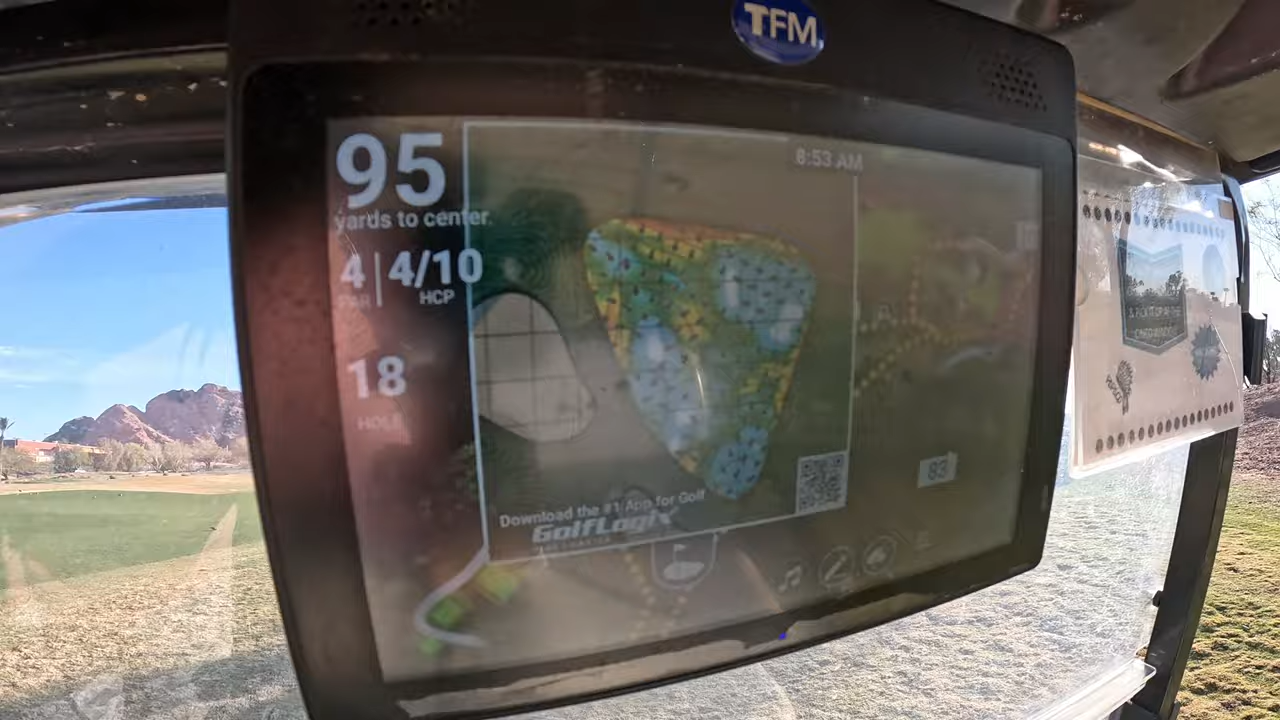 TFM
8:53 AM
95
yards to center
4 | 4/10
PAR HCP
18
HOLE
83
Download the #1 App for Golf
GolfLogix